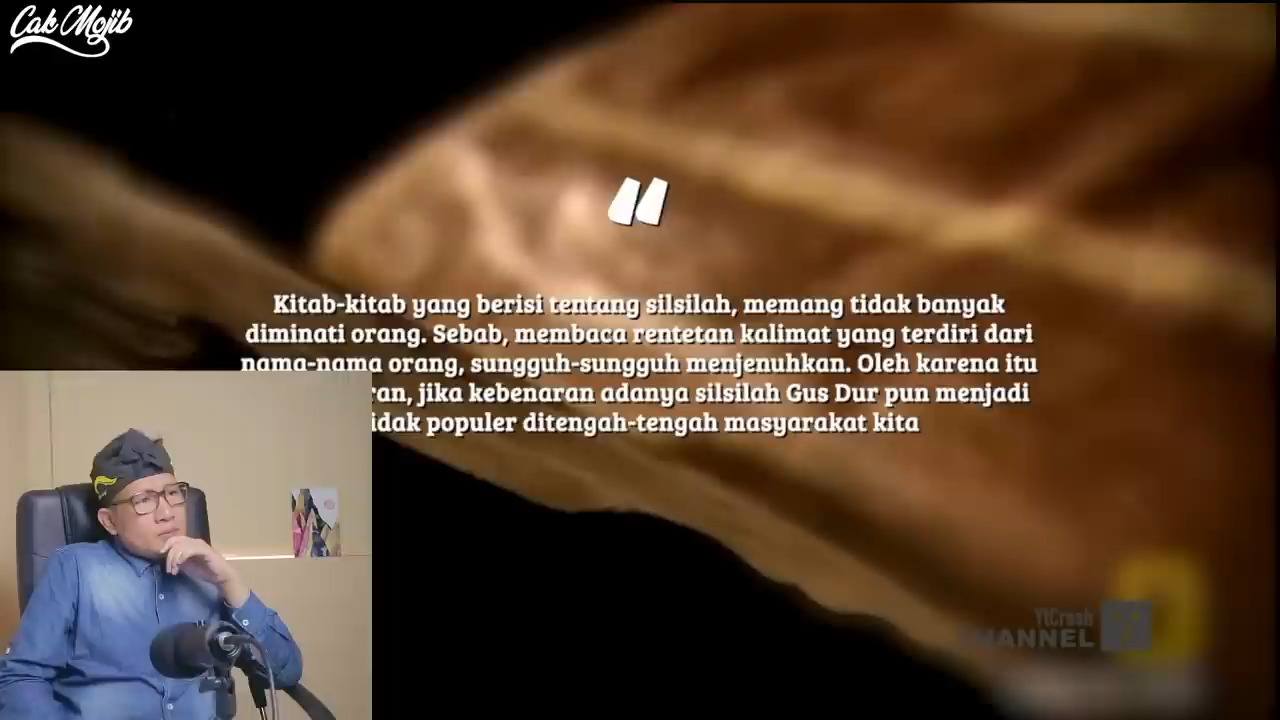 Cak Mojib
"
Kitab-kitab yang berisi tentang silsilah, memang tidak banyak
diminati orang. Sebab, membaca rentetan kalimat yang terdiri dari
nama-nama orang, sungguh-sungguh menjenuhkan. Oleh karena itu
ran, jika kebenaran adanya silsilah Gus Dur pun menjadi
idak populer ditengah-tengah masyarakat kita
YtCrash
CHANNEL